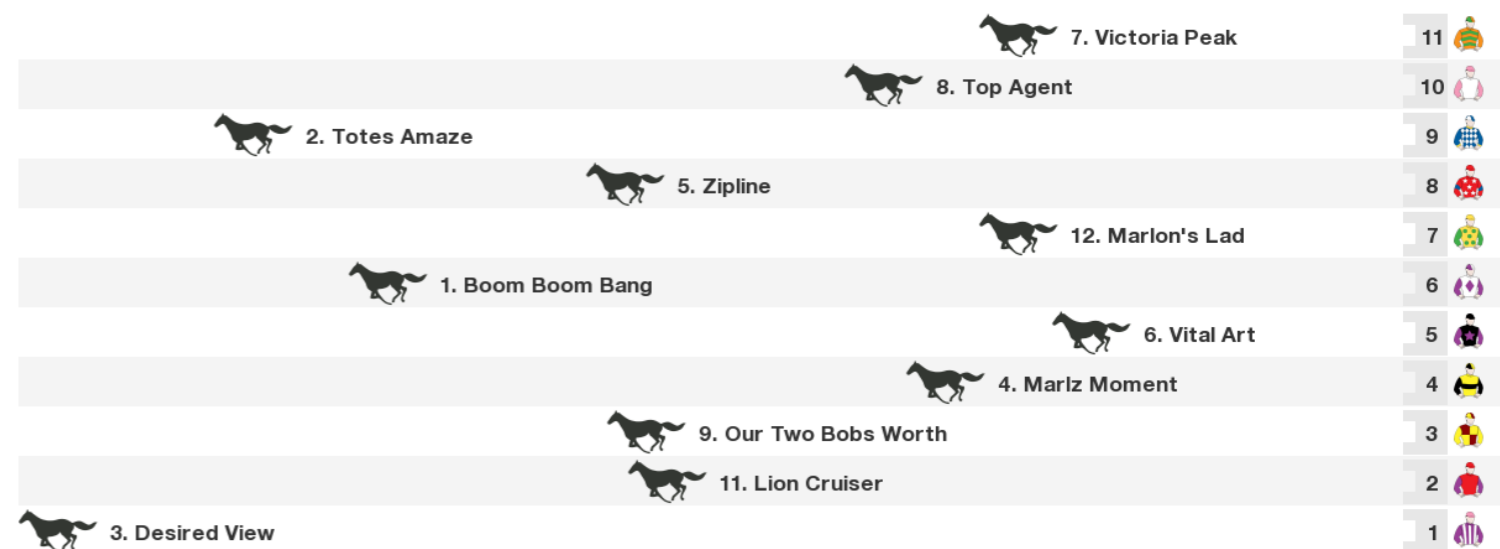 7. Victoria Peak 11
8. Top Agent 10
2. Totes Amaze 9
5. Zipline 8
12. Marlon's Lad 7
1. Boom Boom Bang 6
6. Vital Art 5
4. Marlz Moment 4
9. Our Two Bobs Worth 3
11. Lion Cruiser 2
3. Desired View 1